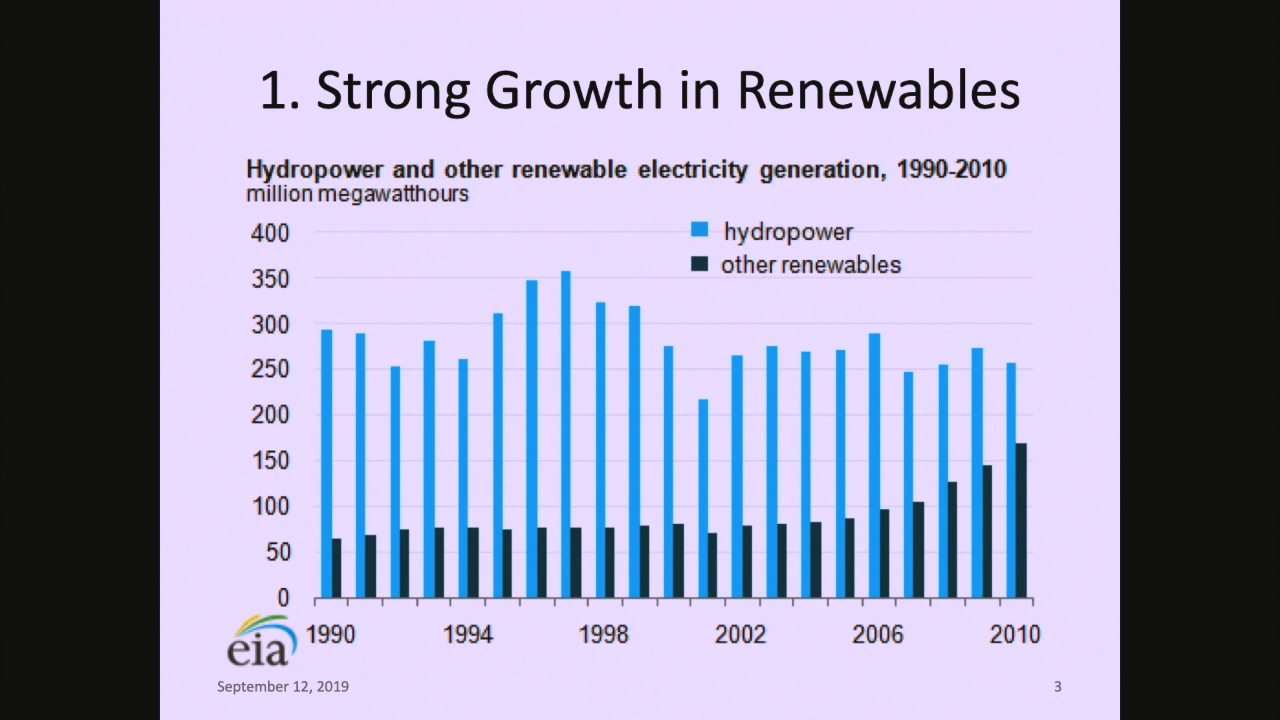 1. Strong Growth in Renewables
Hydropower and other renewable electricity generation, 1990-2010
million megawatthours
hydropower
other renewables
400
350
300
250
200
150
100
50
0
1990 1994 1998 2002 2006 2010
eia
September 12, 2019 3